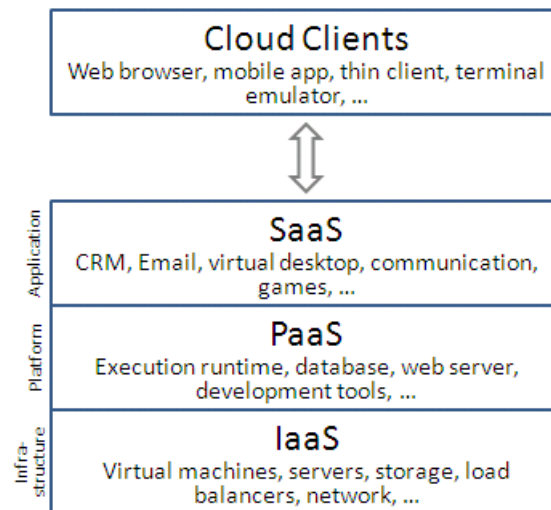 Cloud Clients
Web browser, mobile app, thin client, terminal
emulator, ...
Application
SaaS
CRM, Email, virtual desktop, communication,
games, ...
Platform
PaaS
Execution runtime, database, web server,
development tools, ...
Infra-
structure
IaaS
Virtual machines, servers, storage, load
balancers, network, ...